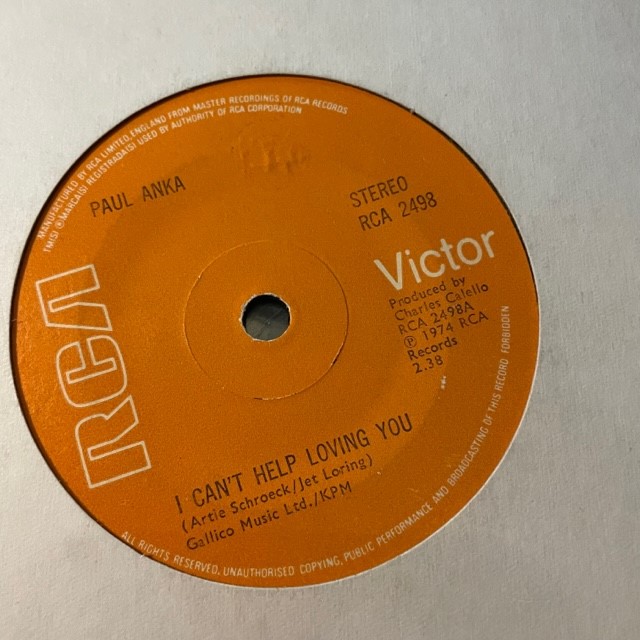 MANUFACTURED BY RCA LIMITED, ENGLAND FROM MASTER RECORDINGS OF RCA RECORDS
TM(S) ® MARCA(S) REGISTRADA(S) USED BY AUTHORITY OF RCA CORPORATION
PAUL ANKA
STEREO
RCA 2498
RCA
Victor
Produced by
Charles Calello
RCA 2498A
℗ 1974 RCA
Records
2.38
I CAN'T HELP LOVING YOU
(Artie Schroeck/Jet Loring)
Gallico Music Ltd./KPM
ALL RIGHTS RESERVED, UNAUTHORISED COPYING, PUBLIC PERFORMANCE AND BROADCASTING OF THIS RECORD FORBIDDEN